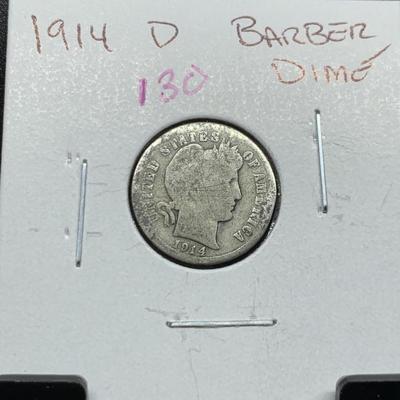 1914 D BARBER
130 DIME
UNITED STATES OF AMERICA
1914